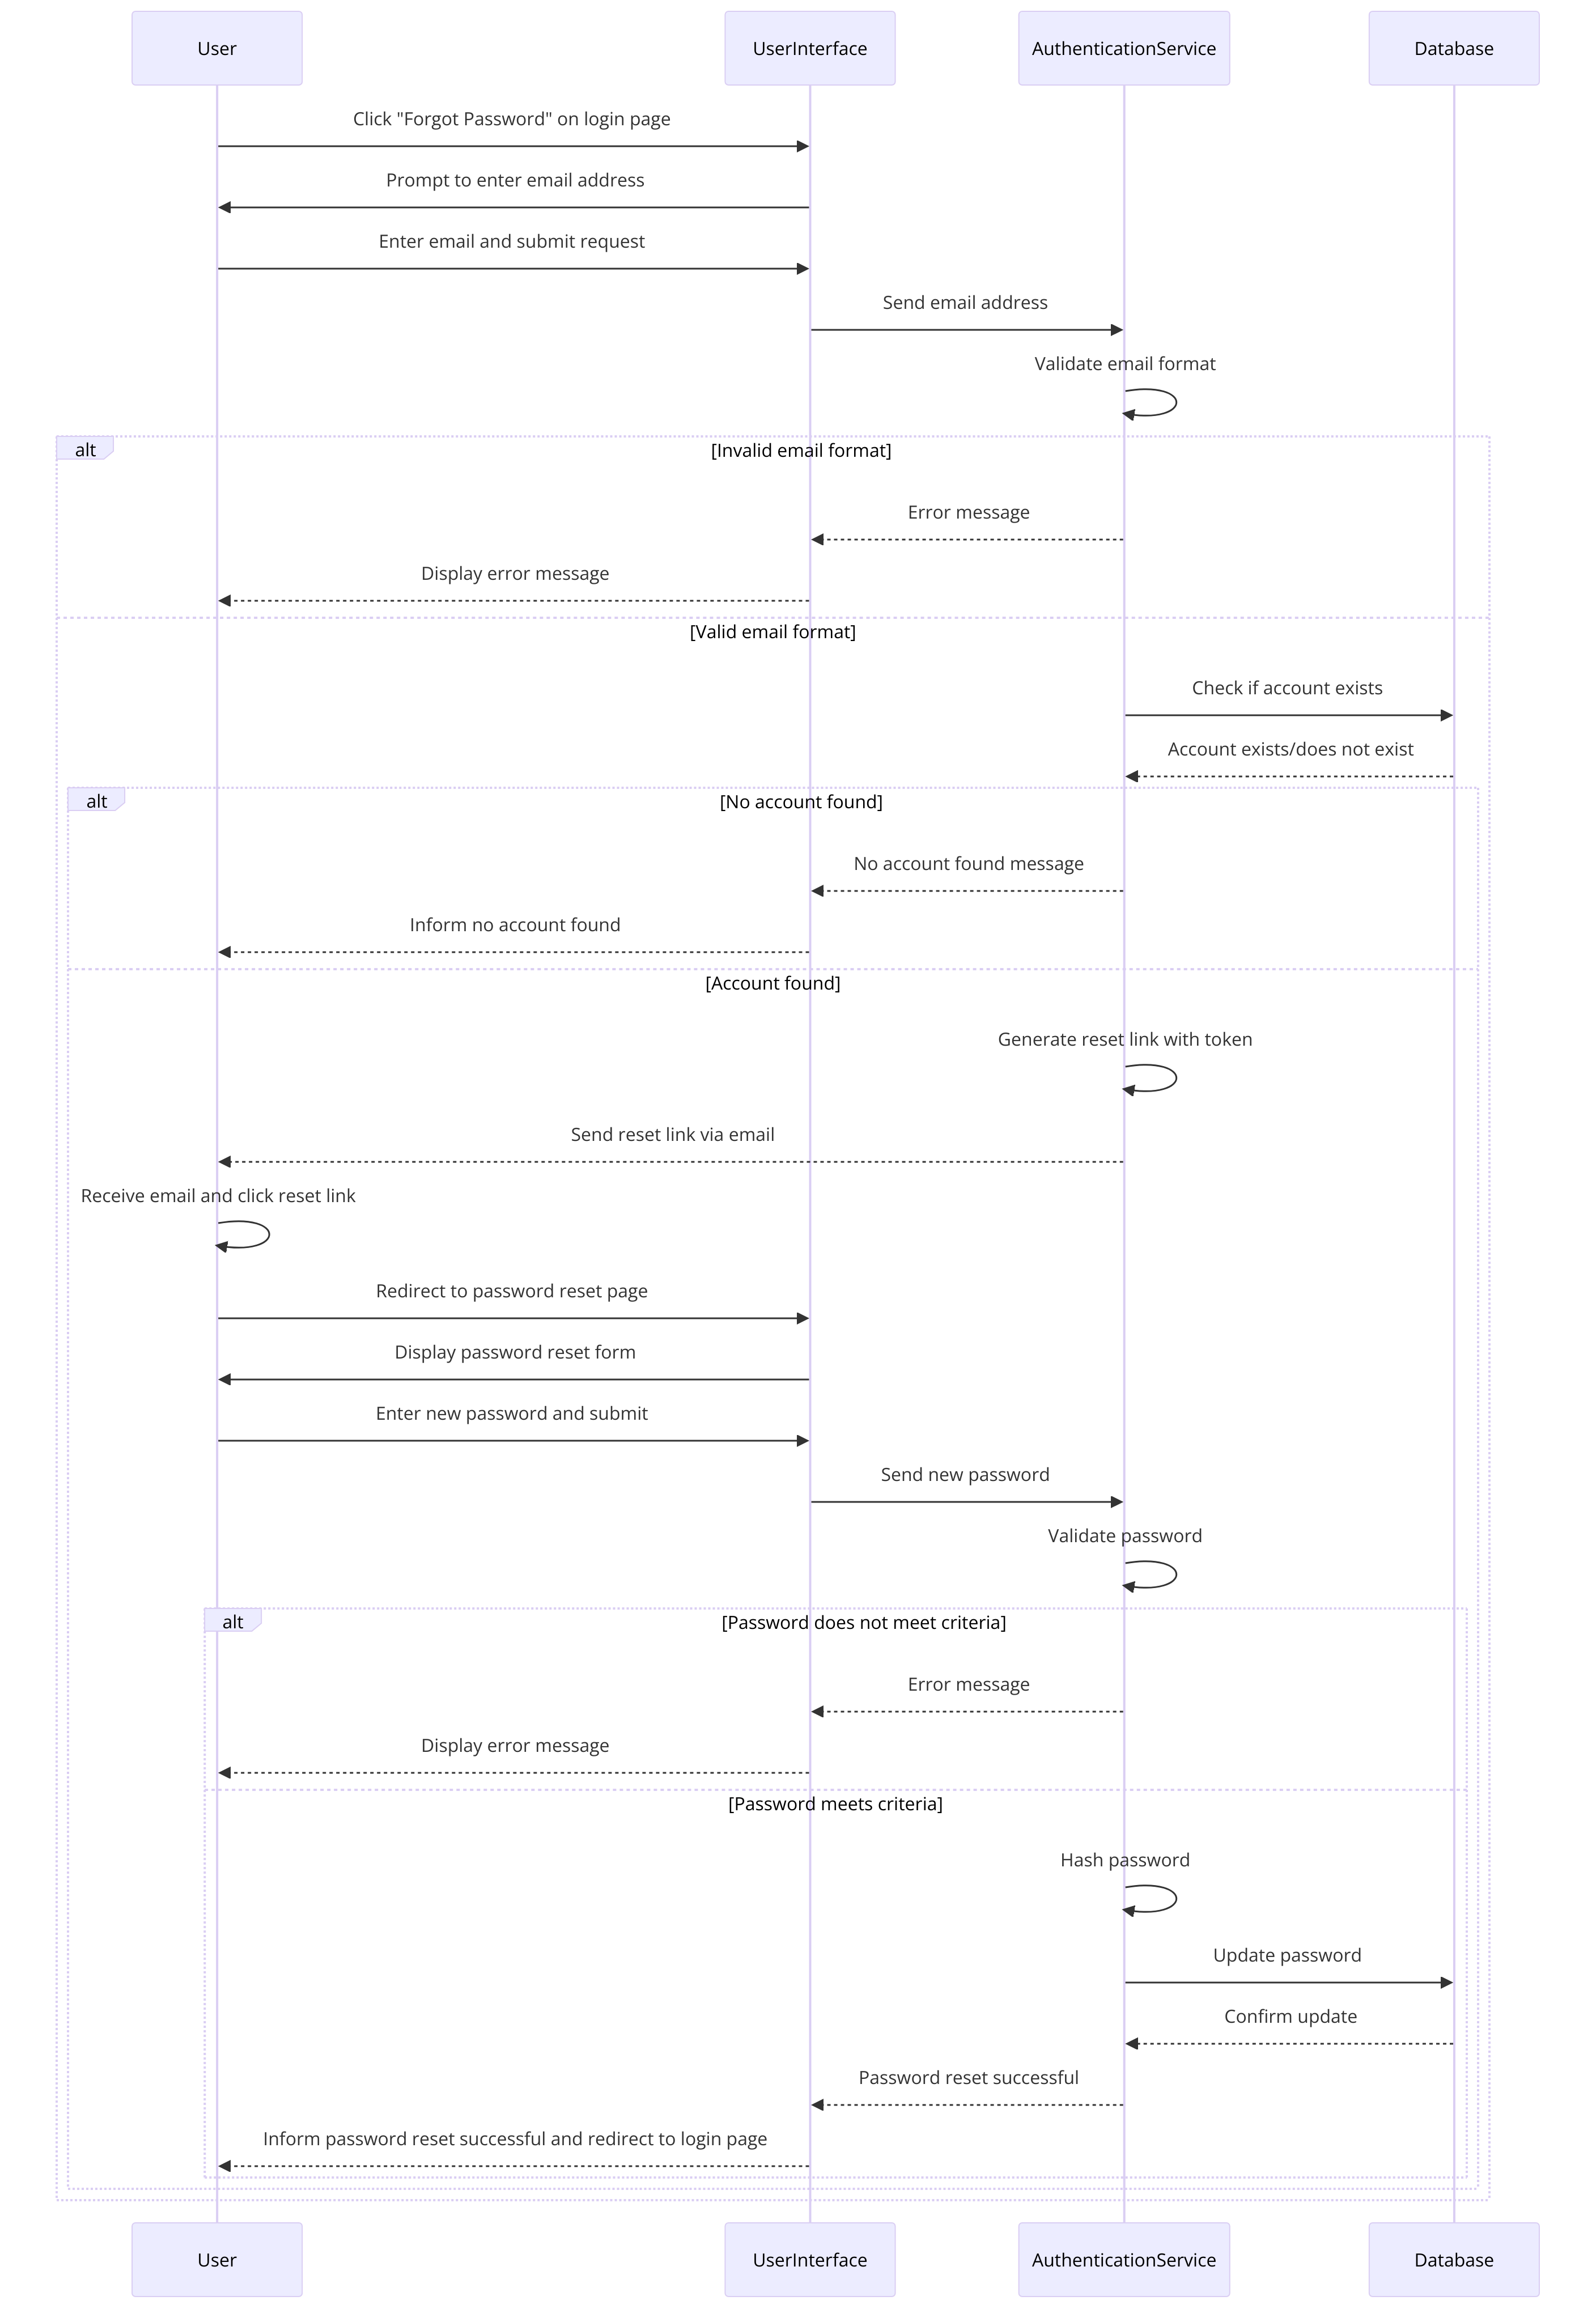 User
UserInterface
AuthenticationService
Database
Click "Forgot Password" on login page
Prompt to enter email address
Enter email and submit request
Send email address
Validate email format
alt
[Invalid email format]
Error message
Display error message
[Valid email format]
Check if account exists
Account exists/does not exist
alt
[No account found]
No account found message
Inform no account found
[Account found]
Generate reset link with token
Send reset link via email
Receive email and click reset link
Redirect to password reset page
Display password reset form
Enter new password and submit
Send new password
Validate password
alt
[Password does not meet criteria]
Error message
Display error message
[Password meets criteria]
Hash password
Update password
Confirm update
Password reset successful
Inform password reset successful and redirect to login page
User
UserInterface
AuthenticationService
Database